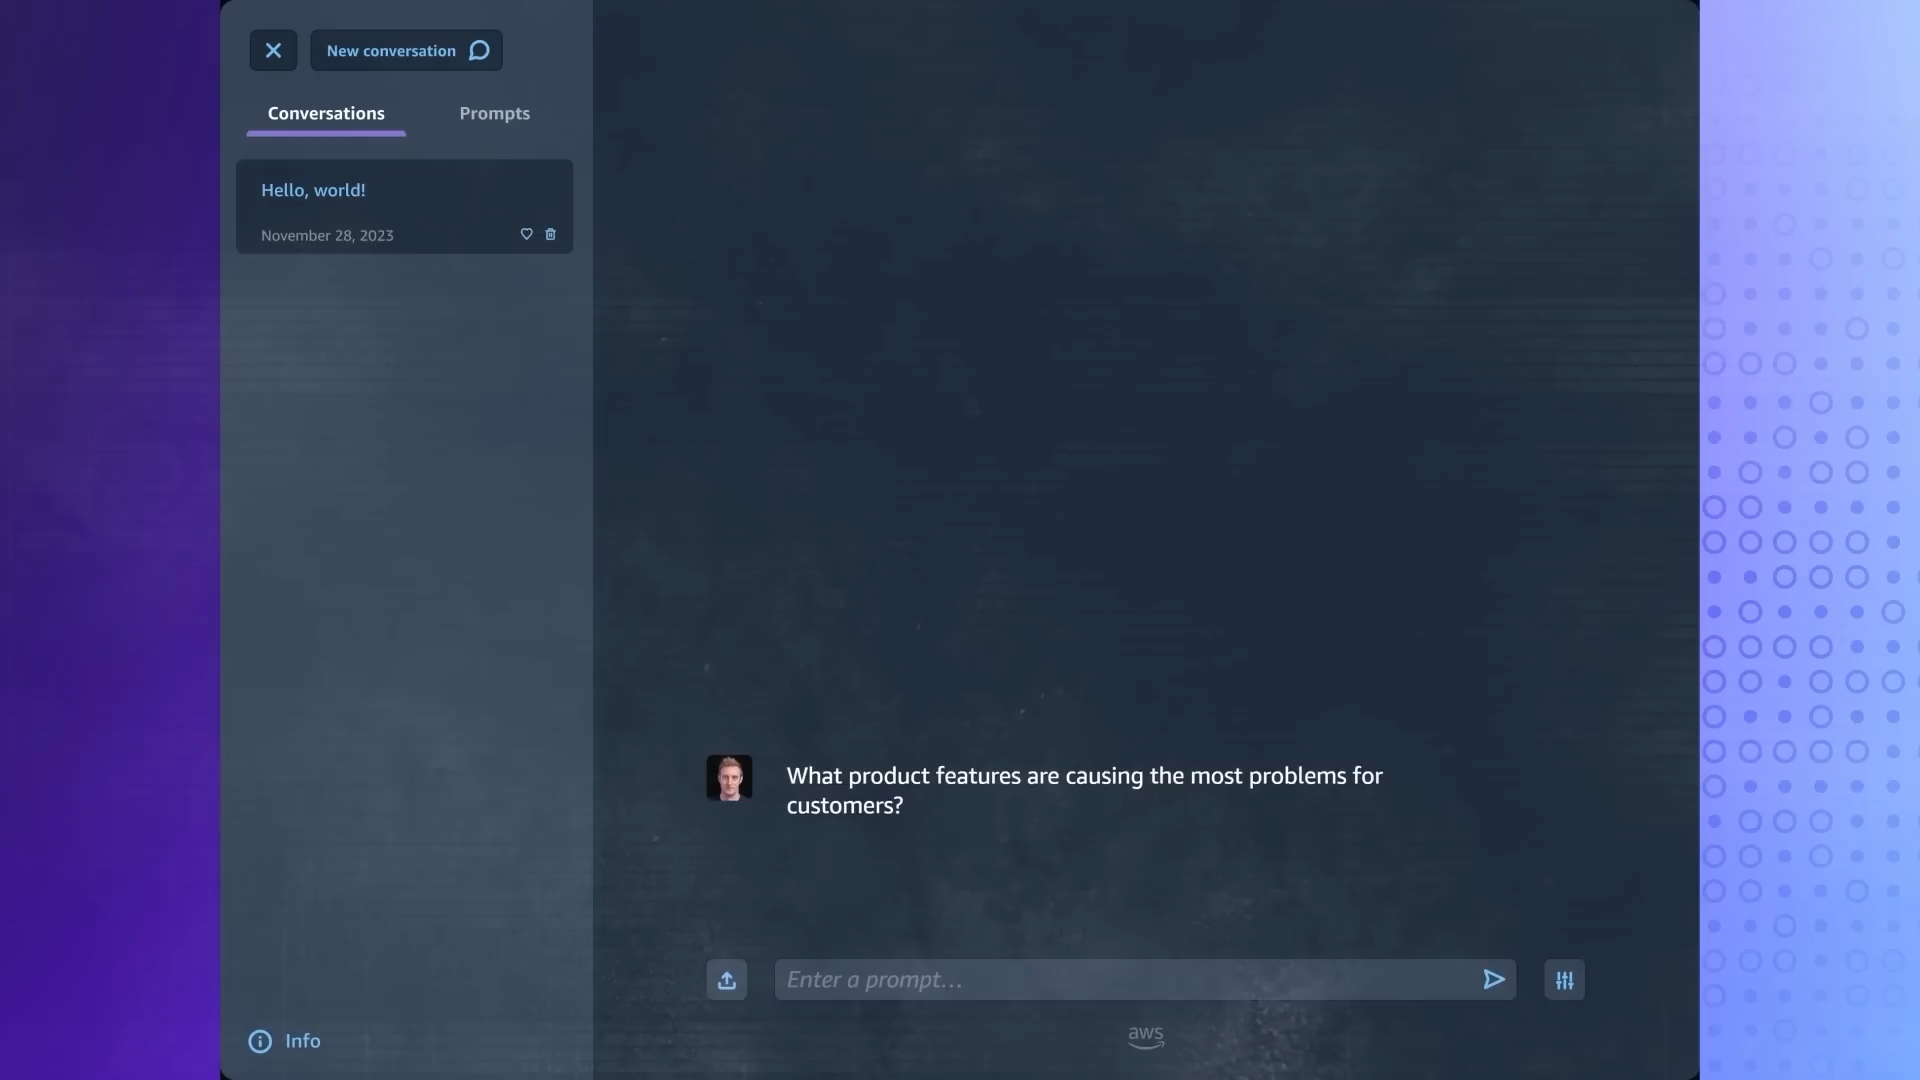 New conversation
Conversations
Prompts
Hello, world!
November 28, 2023
What product features are causing the most problems for
customers?
Enter a prompt...
Info
aws